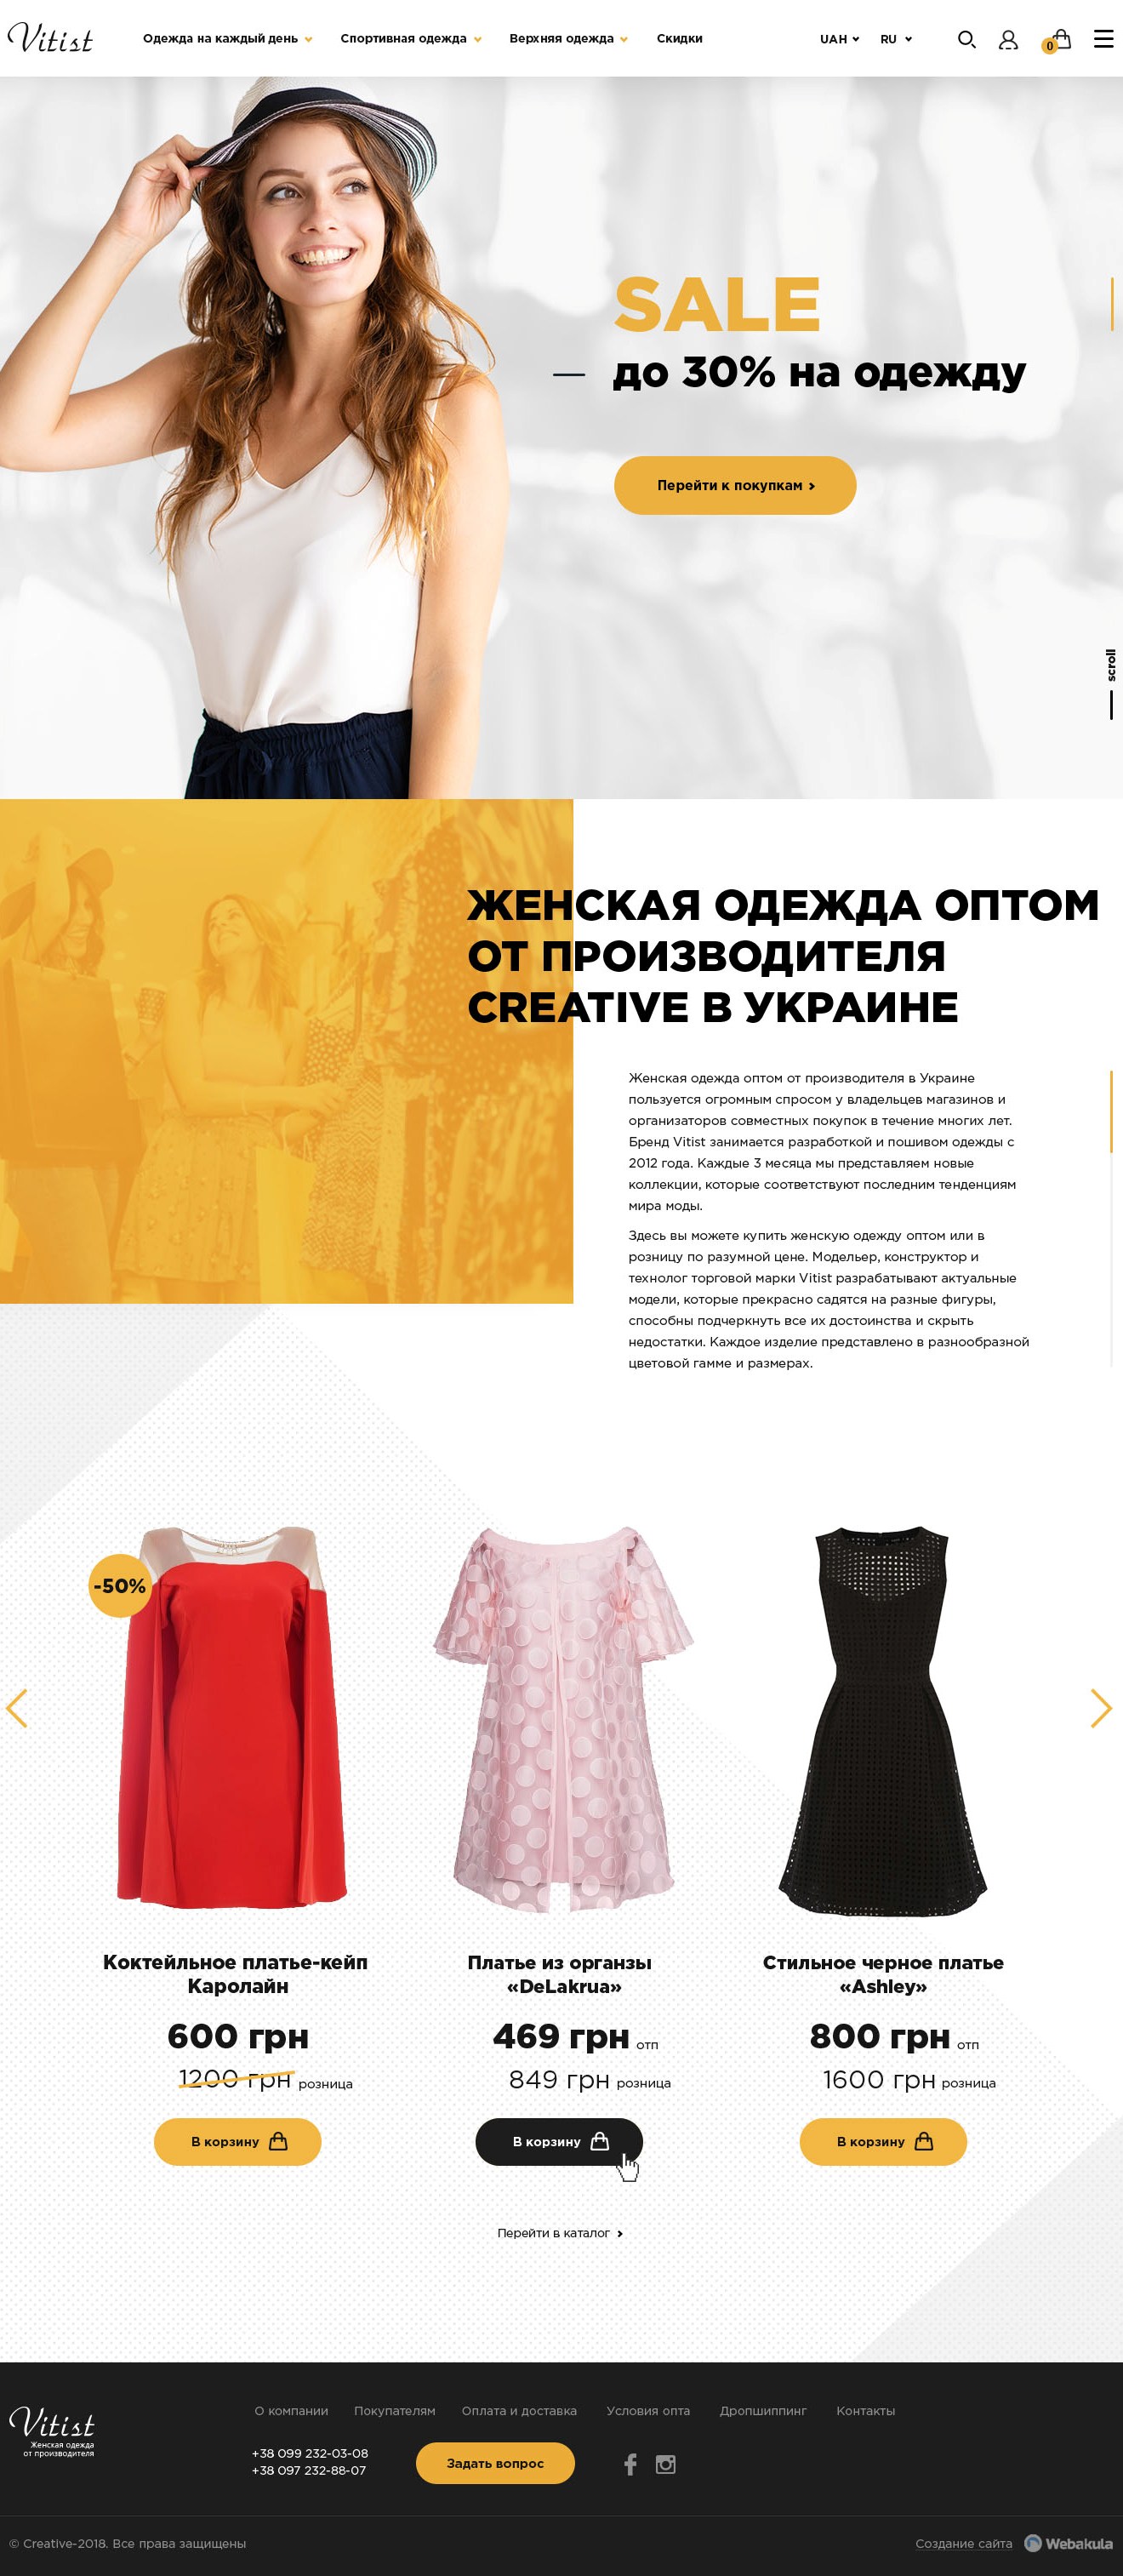 Vitist
Одежда на каждый день
Спортивная одежда
Верхняя одежда
Скидки
UAH
RU
0
SALE
до 30% на одежду
Перейти к покупкам
scroll
ЖЕНСКАЯ ОДЕЖДА ОПТОМ
ОТ ПРОИЗВОДИТЕЛЯ
CREATIVE В УКРАИНЕ
Женская одежда оптом от производителя в Украине
пользуется огромным спросом у владельцев магазинов и
организаторов совместных покупок в течение многих лет.
Бренд Vitist занимается разработкой и пошивом одежды с
2012 года. Каждые 3 месяца мы представляем новые
коллекции, которые соответствуют последним тенденциям
мира моды.
Здесь вы можете купить женскую одежду оптом или в
розницу по разумной цене. Модельер, конструктор и
технолог торговой марки Vitist разрабатывают актуальные
модели, которые прекрасно садятся на разные фигуры,
способны подчеркнуть все их достоинства и скрыть
недостатки. Каждое изделие представлено в разнообразной
цветовой гамме и размерах.
-50%
Коктейльное платье-кейп
Каролайн
600 грн
1200 грн розница
В корзину
Платье из органзы
«DeLakrua»
469 грн отп
849 грн розница
В корзину
Стильное черное платье
«Ashley»
800 грн отп
1600 грн розница
В корзину
Перейти в каталог
Vitist
Женская одежда
от производителя
О компании
Покупателям
Оплата и доставка
Условия опта
Дропшиппинг
Контакты
+38 099 232-03-08
+38 097 232-88-07
Задать вопрос
© Creative-2018. Все права защищены
Создание сайта
Webakula